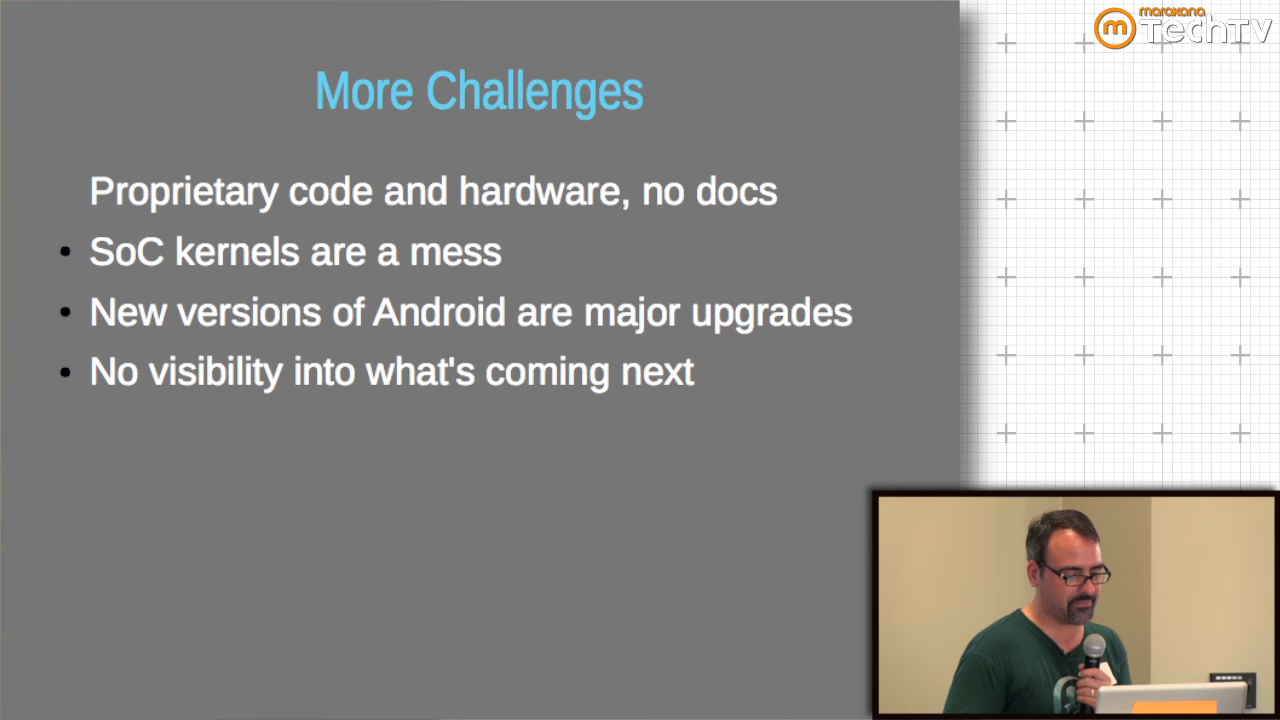 marakana
TechTV
More Challenges
Proprietary code and hardware, no docs
• SoC kernels are a mess
• New versions of Android are major upgrades
• No visibility into what's coming next